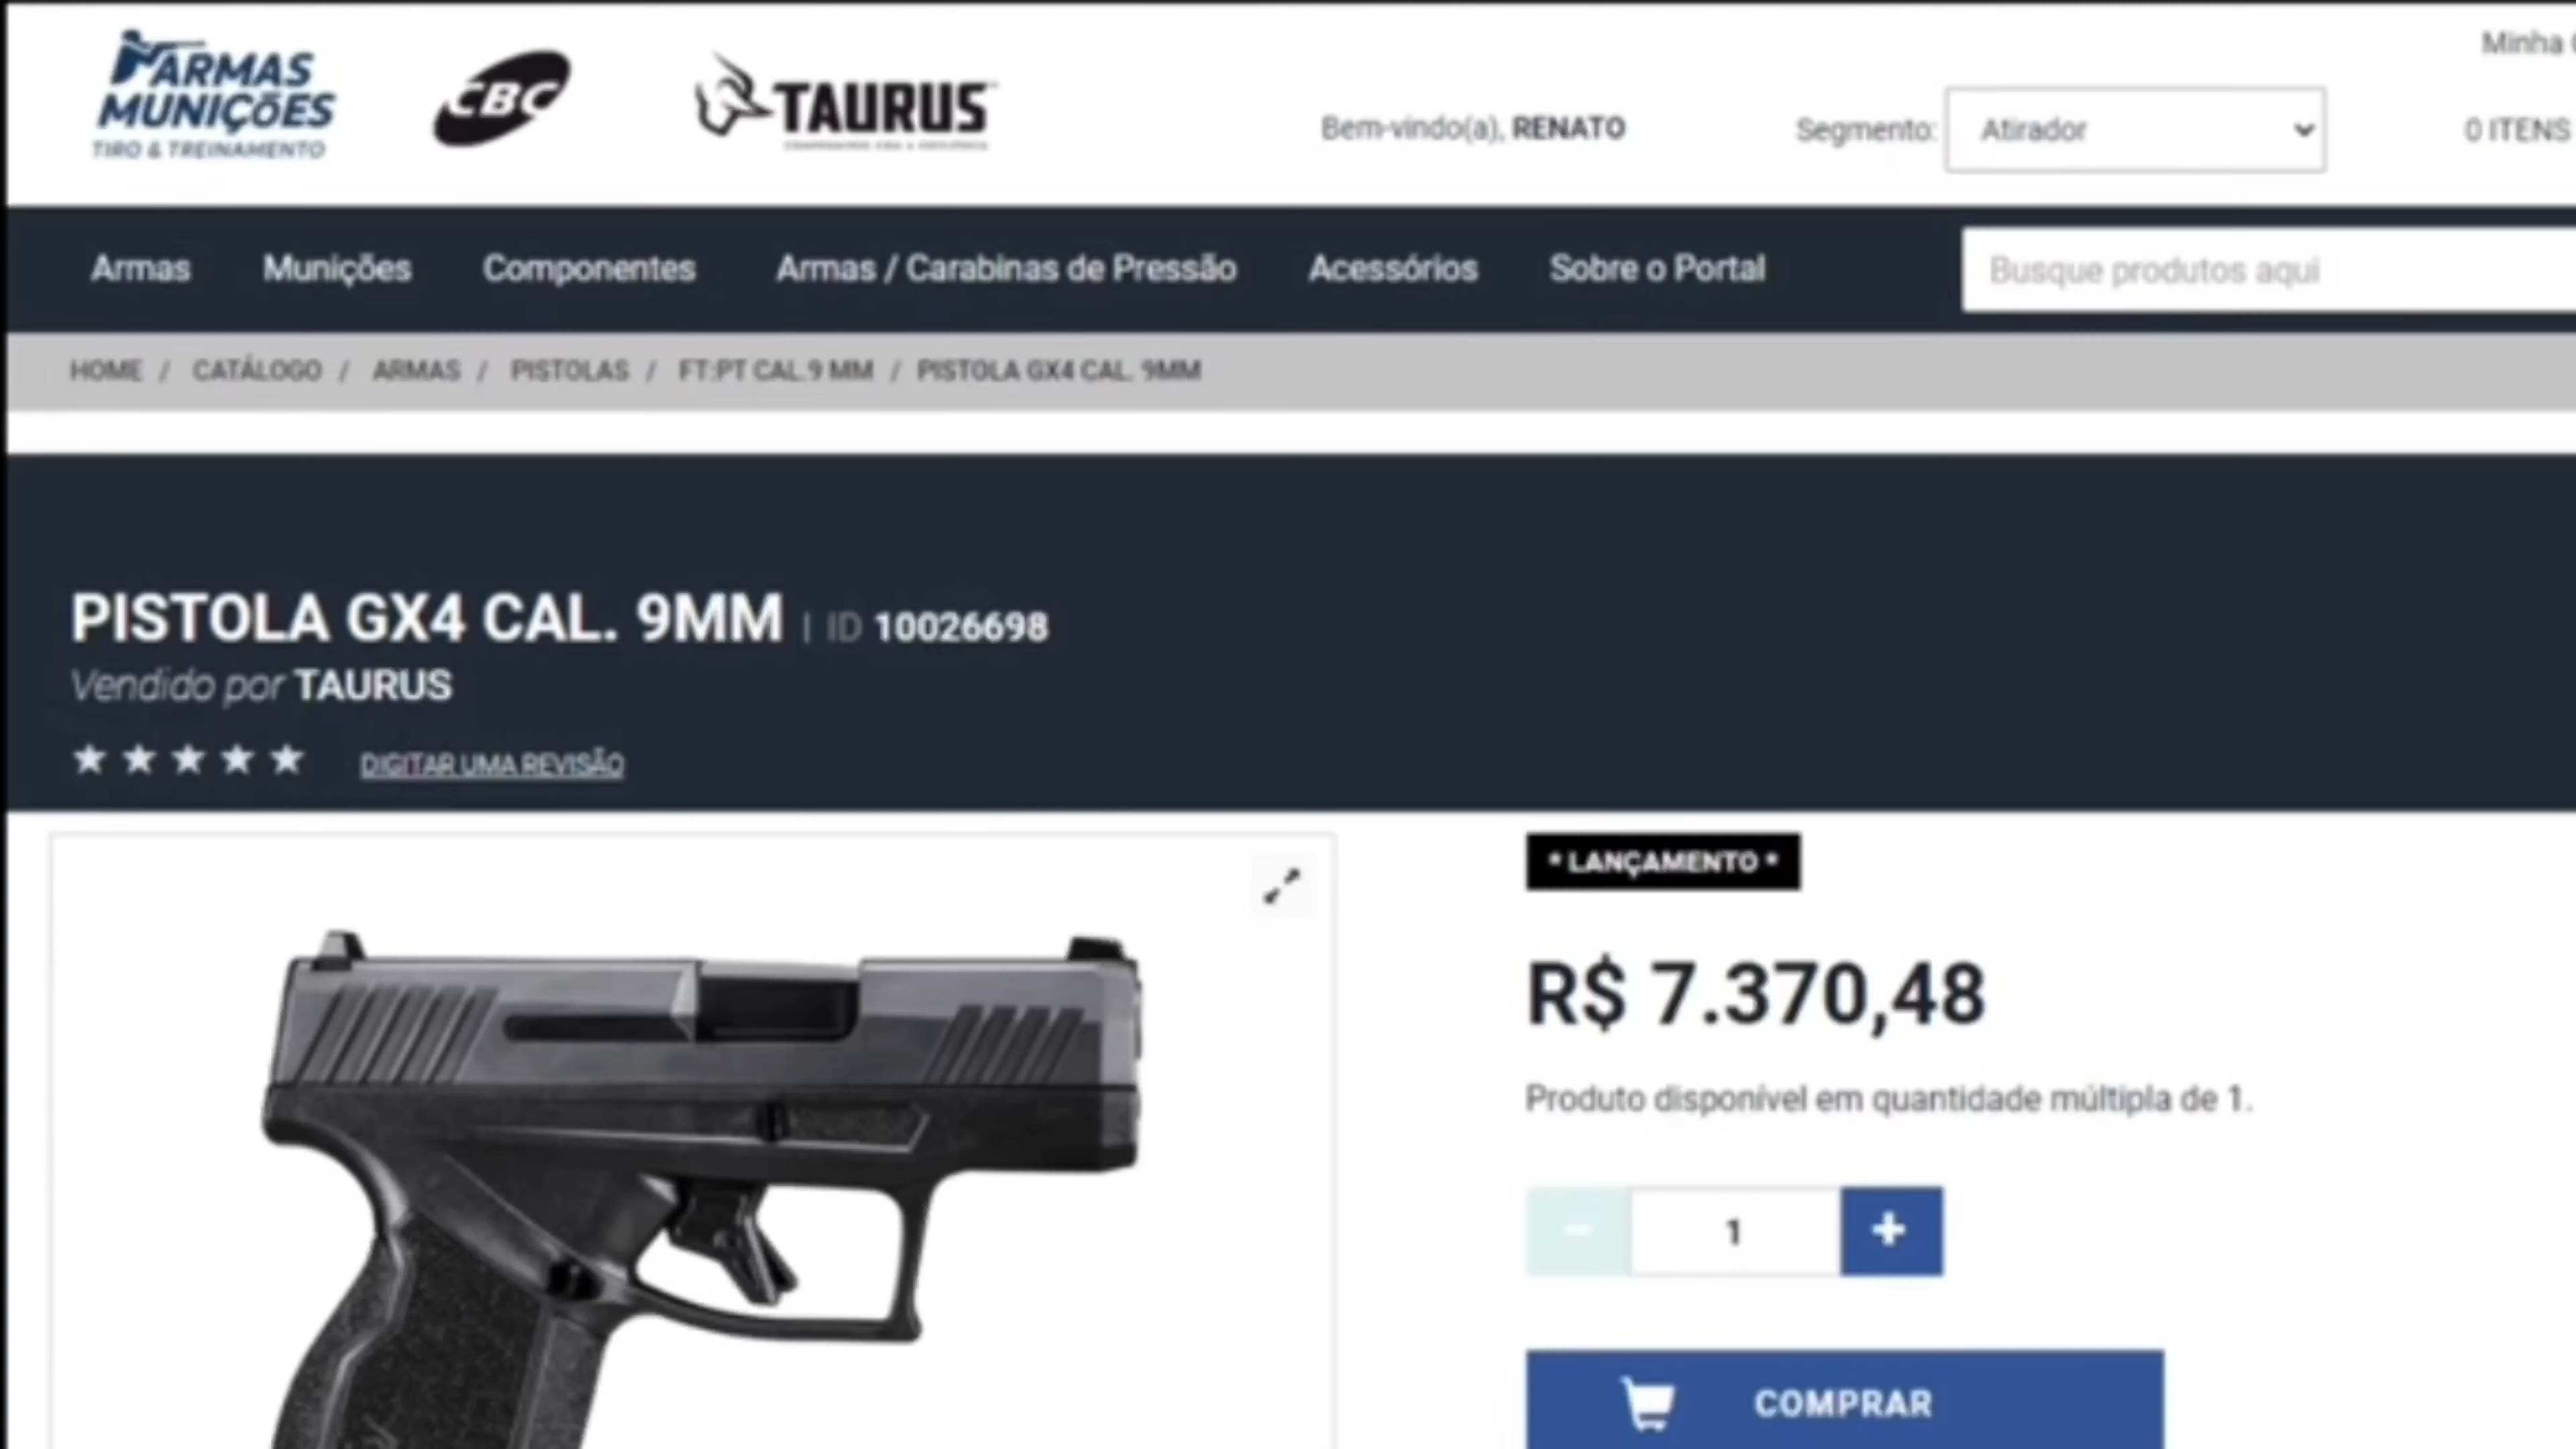 ARMAS
MUNIÇÕES
TIRO & TREINAMENTO
CBC
TAURUS
Minha
Bem-vindo(a), RENATO
Segmento: Atirador
0 ITENS
Armas Munições Componentes Armas / Carabinas de Pressão Acessórios Sobre o Portal Busque produtos aqui
HOME / CATÁLOGO / ARMAS / PISTOLAS / FT:PT CAL.9 MM / PISTOLA GX4 CAL. 9MM
PISTOLA GX4 CAL. 9MM | ID 10026698
Vendido por TAURUS
★ ★ ★ ★ ★ DIGITAR UMA REVISÃO
* LANÇAMENTO *
R$ 7.370,48
Produto disponível em quantidade múltipla de 1.
− 1 +
COMPRAR